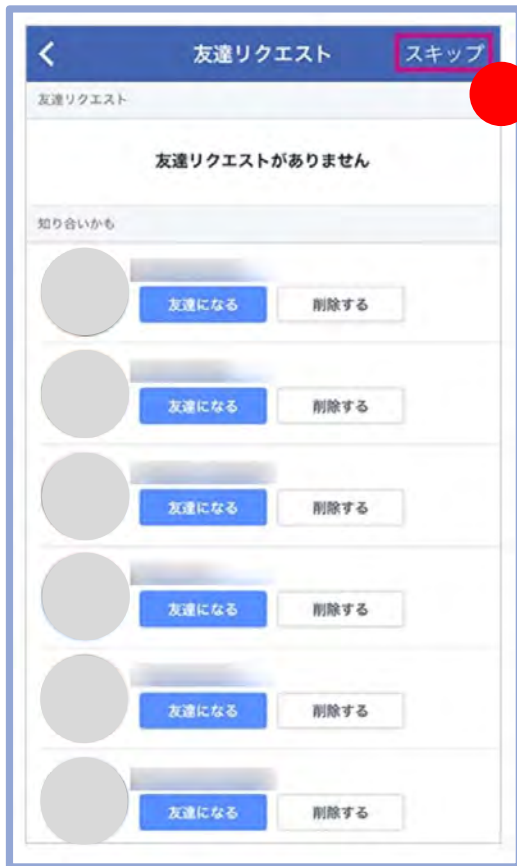 友達リクエスト スキップ
友達リクエスト
友達リクエストがありません
知り合いかも
友達になる 削除する
友達になる 削除する
友達になる 削除する
友達になる 削除する
友達になる 削除する
友達になる 削除する